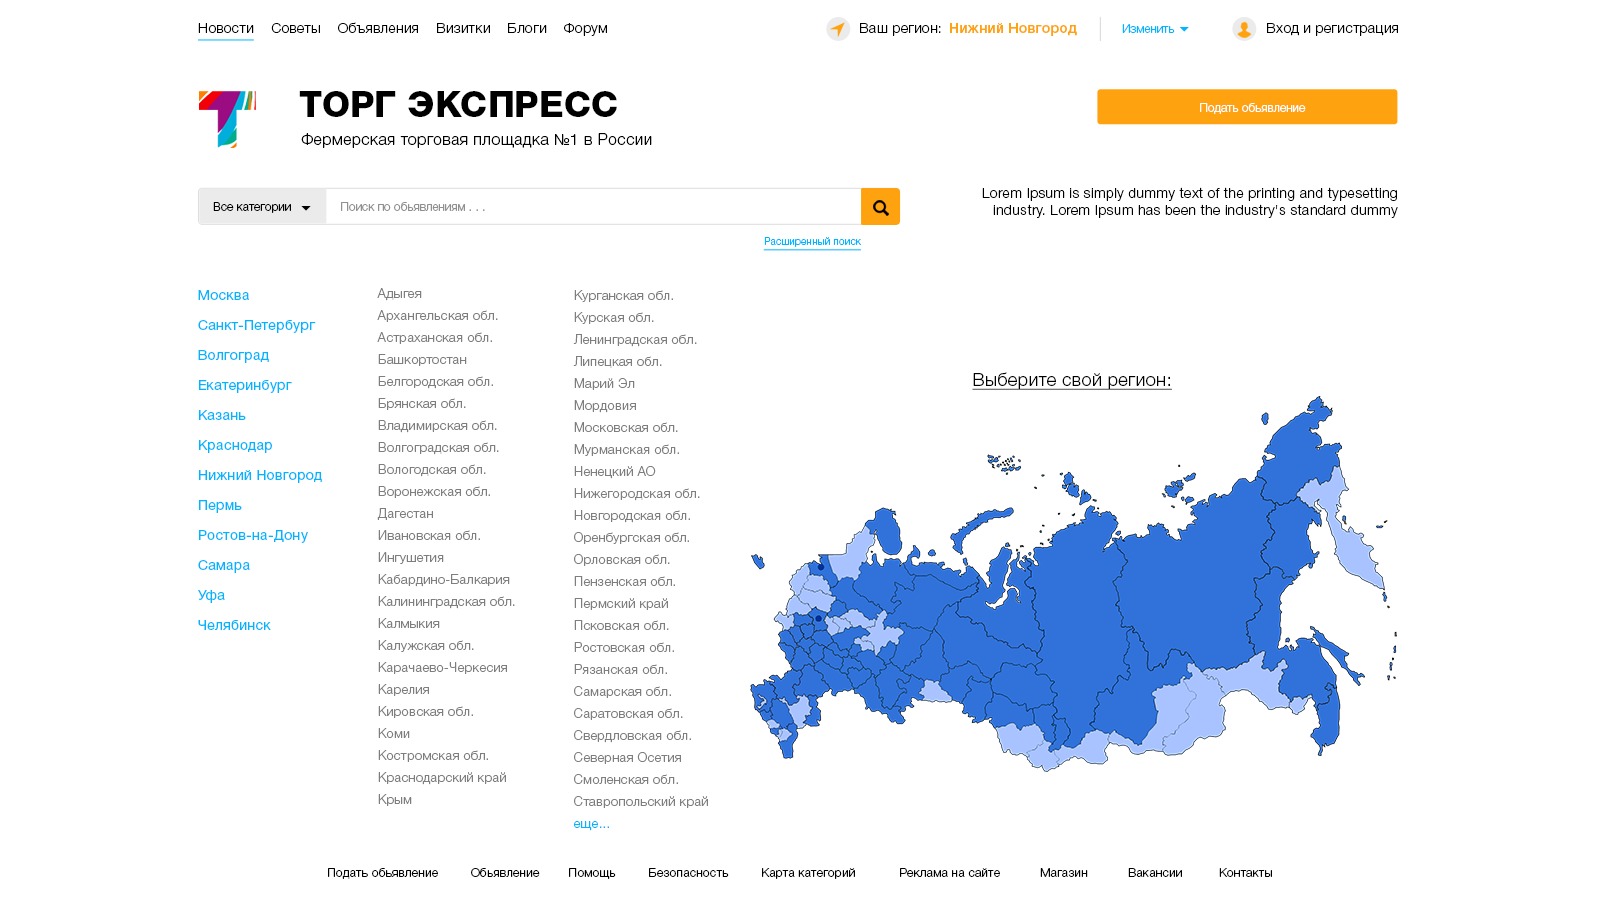 Новости Советы Объявления Визитки Блоги Форум
Ваш регион: Нижний Новгород
Изменить
Вход и регистрация
ТОРГ ЭКСПРЕСС
Фермерская торговая площадка №1 в России
Подать обьявление
Все категории
Поиск по обьявлениям . . .
Расширенный поиск
Lorem Ipsum is simply dummy text of the printing and typesetting
industry. Lorem Ipsum has been the industry's standard dummy
Москва
Санкт-Петербург
Волгоград
Екатеринбург
Казань
Краснодар
Нижний Новгород
Пермь
Ростов-на-Дону
Самара
Уфа
Челябинск
Адыгея
Архангельская обл.
Астраханская обл.
Башкортостан
Белгородская обл.
Брянская обл.
Владимирская обл.
Волгоградская обл.
Вологодская обл.
Воронежская обл.
Дагестан
Ивановская обл.
Ингушетия
Кабардино-Балкария
Калининградская обл.
Калмыкия
Калужская обл.
Карачаево-Черкесия
Карелия
Кировская обл.
Коми
Костромская обл.
Краснодарский край
Крым
Курганская обл.
Курская обл.
Ленинградская обл.
Липецкая обл.
Марий Эл
Мордовия
Московская обл.
Мурманская обл.
Ненецкий АО
Нижегородская обл.
Новгородская обл.
Оренбургская обл.
Орловская обл.
Пензенская обл.
Пермский край
Псковская обл.
Ростовская обл.
Рязанская обл.
Самарская обл.
Саратовская обл.
Свердловская обл.
Северная Осетия
Смоленская обл.
Ставропольский край
еще...
Выберите свой регион:
Подать обьявление Обьявление Помощь Безопасность Карта категорий Реклама на сайте Магазин Вакансии Контакты